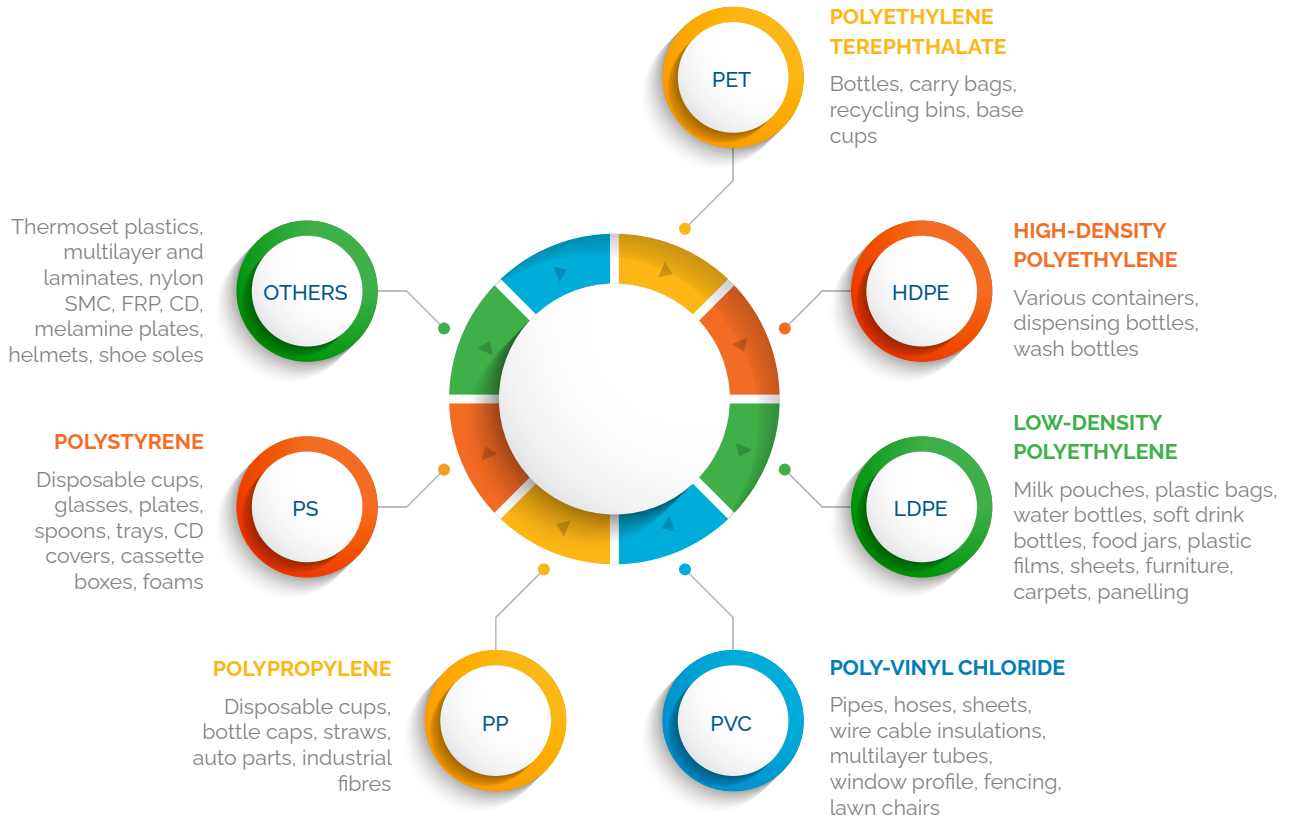 POLYETHYLENE
TEREPHTHALATE
PET
Bottles, carry bags,
recycling bins, base
cups
Thermoset plastics,
multilayer and
laminates, nylon
SMC, FRP, CD,
melamine plates,
helmets, shoe soles
OTHERS
HDPE
HIGH-DENSITY
POLYETHYLENE
Various containers,
dispensing bottles,
wash bottles
POLYSTYRENE
Disposable cups,
glasses, plates,
spoons, trays, CD
covers, cassette
boxes, foams
PS
LDPE
LOW-DENSITY
POLYETHYLENE
Milk pouches, plastic bags,
water bottles, soft drink
bottles, food jars, plastic
films, sheets, furniture,
carpets, panelling
POLYPROPYLENE
Disposable cups,
bottle caps, straws,
auto parts, industrial
fibres
PP
PVC
POLY-VINYL CHLORIDE
Pipes, hoses, sheets,
wire cable insulations,
multilayer tubes,
window profile, fencing,
lawn chairs